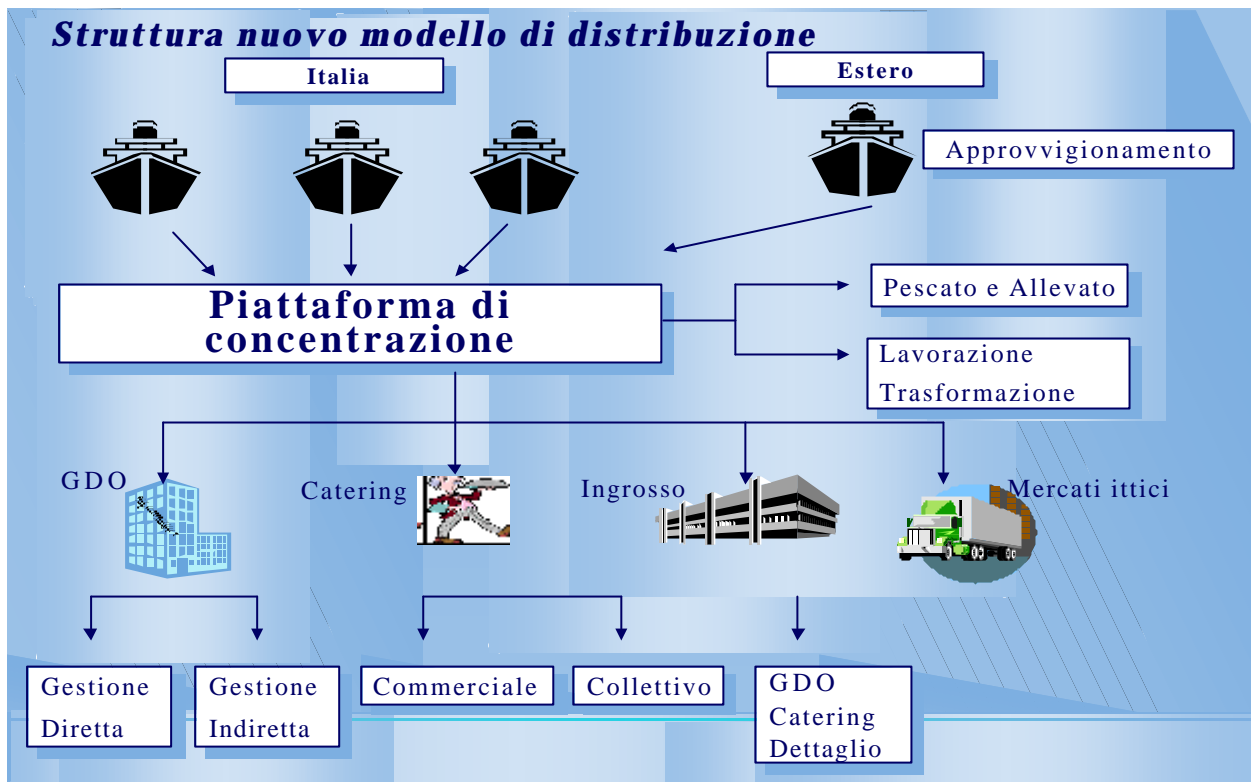 Struttura nuovo modello di distribuzione
Italia
Estero
Approvvigionamento
Piattaforma di
concentrazione
Pescato e Allevato
Lavorazione
Trasformazione
GDO
Catering
Ingrosso
Mercati ittici
Gestione
Diretta
Gestione
Indiretta
Commerciale
Collettivo
GDO
Catering
Dettaglio